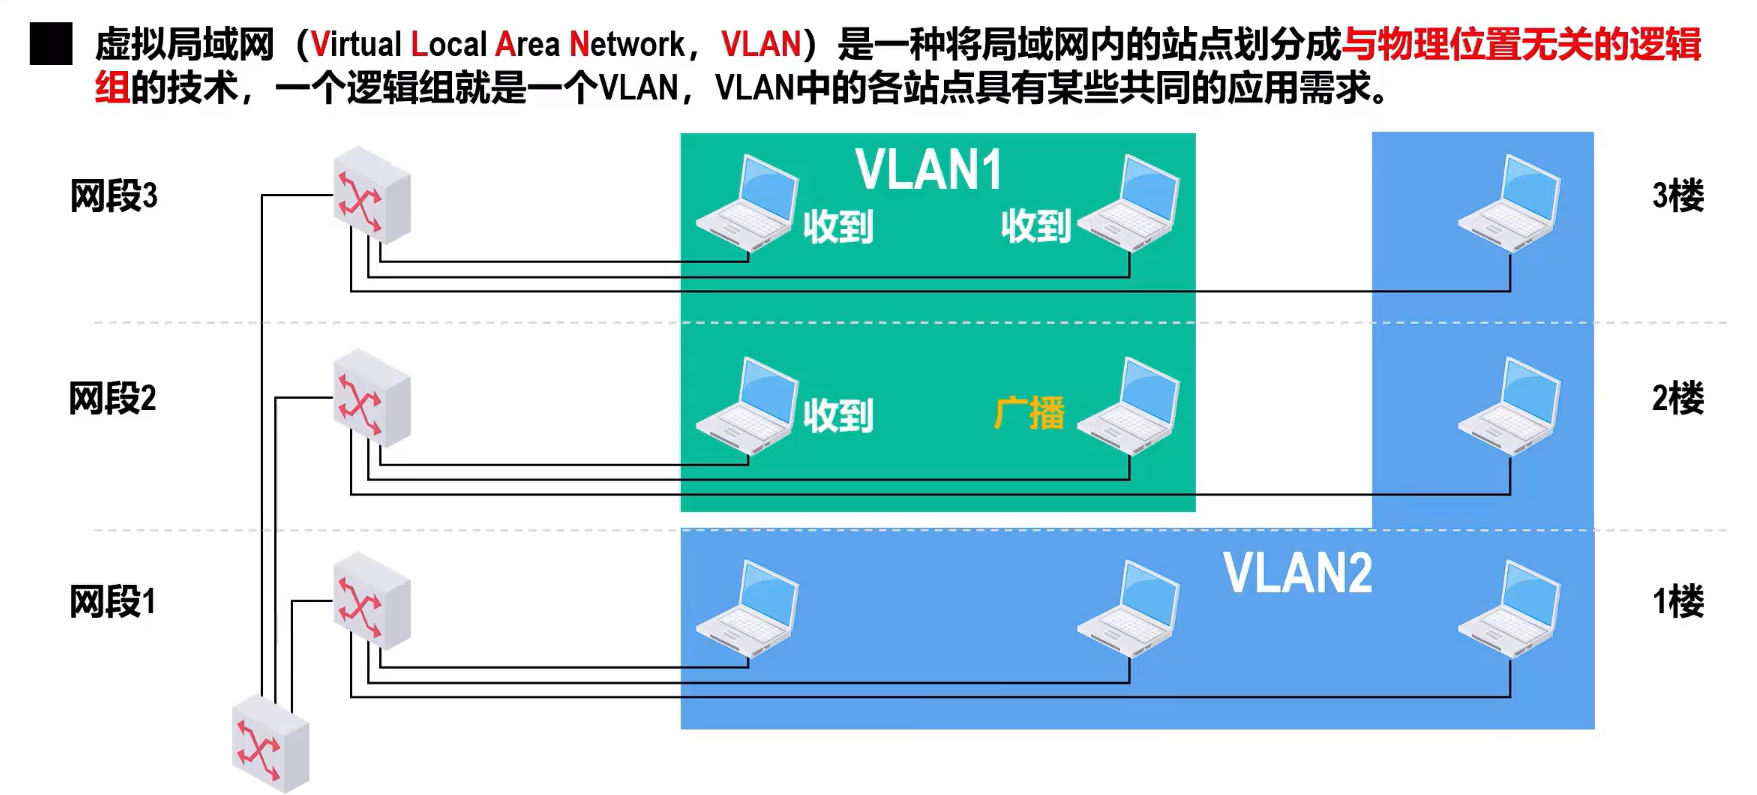 虚拟局域网（Virtual Local Area Network，VLAN）是一种将局域网内的站点划分成与物理位置无关的逻辑
组的技术，一个逻辑组就是一个VLAN，VLAN中的各站点具有某些共同的应用需求。
VLAN1
网段3
收到
收到
3楼
网段2
收到
广播
2楼
VLAN2
网段1
1楼